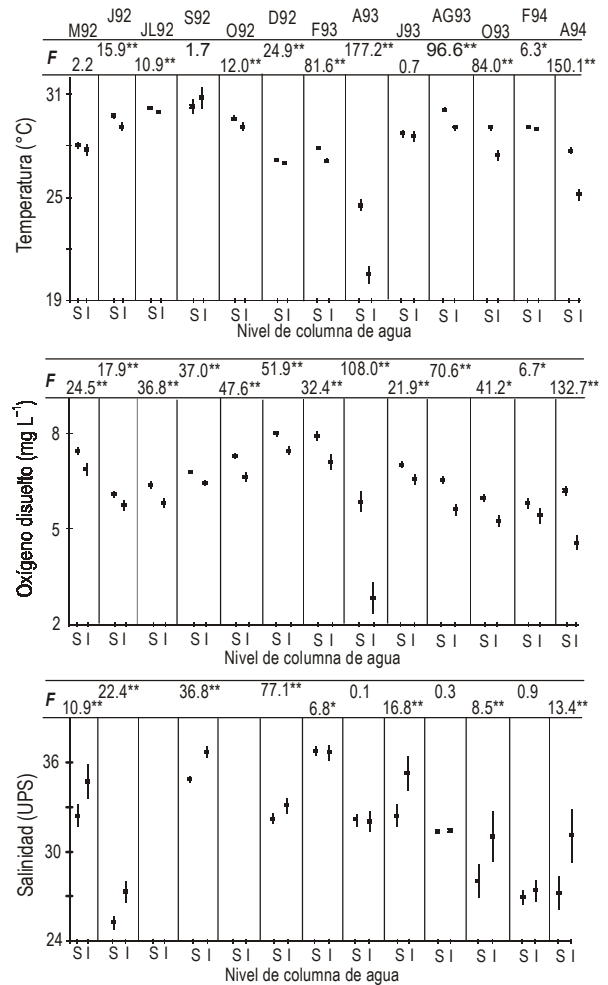 J92 S92 D92 A93 AG93 F94
M92 JL92 O92 F93 J93 O93 A94
15.9** 1.7 24.9** 177.2** 96.6** 6.3*
F 2.2 10.9** 12.0** 81.6** 0.7 84.0** 150.1**
31
25
19
Temperatura (°C)
S I S I S I S I S I S I S I S I S I S I S I S I S I
Nivel de columna de agua
17.9** 37.0** 51.9** 108.0** 70.6** 6.7*
F 24.5** 36.8** 47.6** 32.4** 21.9** 41.2* 132.7**
8
5
2
Oxígeno disuelto (mg L⁻¹)
S I S I S I S I S I S I S I S I S I S I S I S I S I
Nivel de columna de agua
22.4** 36.8** 77.1** 0.1 0.3 0.9
F 10.9** 6.8* 16.8** 8.5** 13.4**
36
30
24
Salinidad (UPS)
S I S I S I S I S I S I S I S I S I S I S I S I S I
Nivel de columna de agua